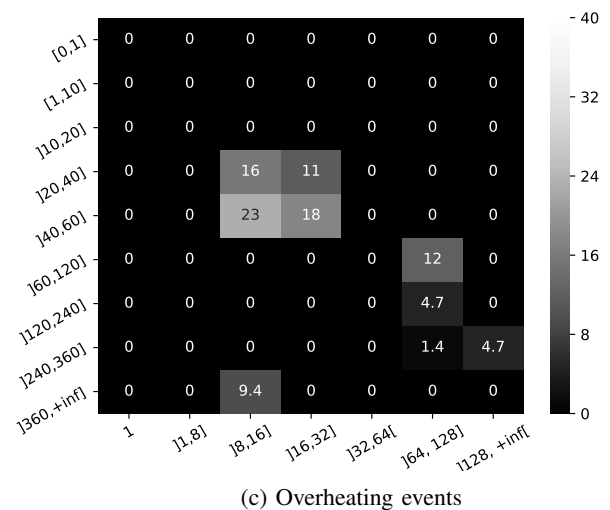 [0,1] 0 0 0 0 0 0 0
[1,10] 0 0 0 0 0 0 0
]10,20] 0 0 0 0 0 0 0
]20,40] 0 0 16 11 0 0 0
]40,60] 0 0 23 18 0 0 0
]60,120] 0 0 0 0 0 12 0
]120,240] 0 0 0 0 0 4.7 0
]240,360] 0 0 0 0 0 1.4 4.7
]360,+inf] 0 0 9.4 0 0 0 0
1 ]1,8] ]8,16] ]16,32] ]32,64[ ]64, 128] ]128, +inf[
40
32
24
16
8
0
(c) Overheating events